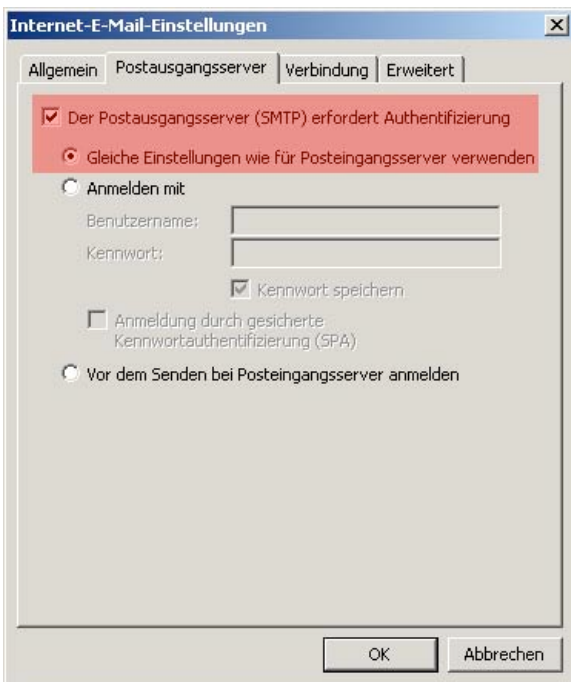 Internet-E-Mail-Einstellungen
Allgemein Postausgangsserver Verbindung Erweitert
Der Postausgangsserver (SMTP) erfordert Authentifizierung
Gleiche Einstellungen wie für Posteingangsserver verwenden
Anmelden mit
Benutzername:
Kennwort:
Kennwort speichern
Anmeldung durch gesicherte
Kennwortauthentifizierung (SPA)
Vor dem Senden bei Posteingangsserver anmelden
OK Abbrechen